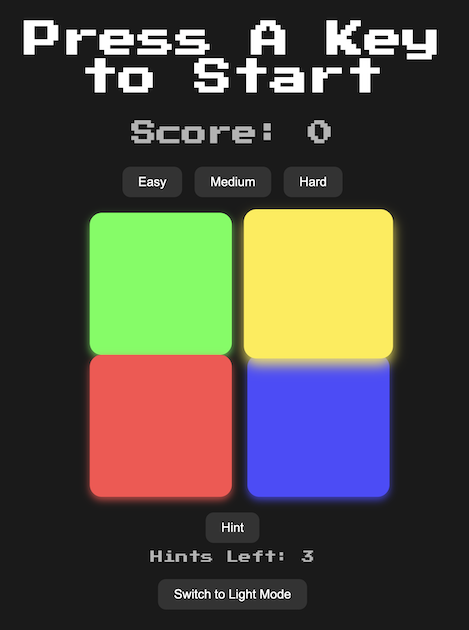 Press A Key
to Start
Score: 0
Easy Medium Hard
Hint
Hints Left: 3
Switch to Light Mode